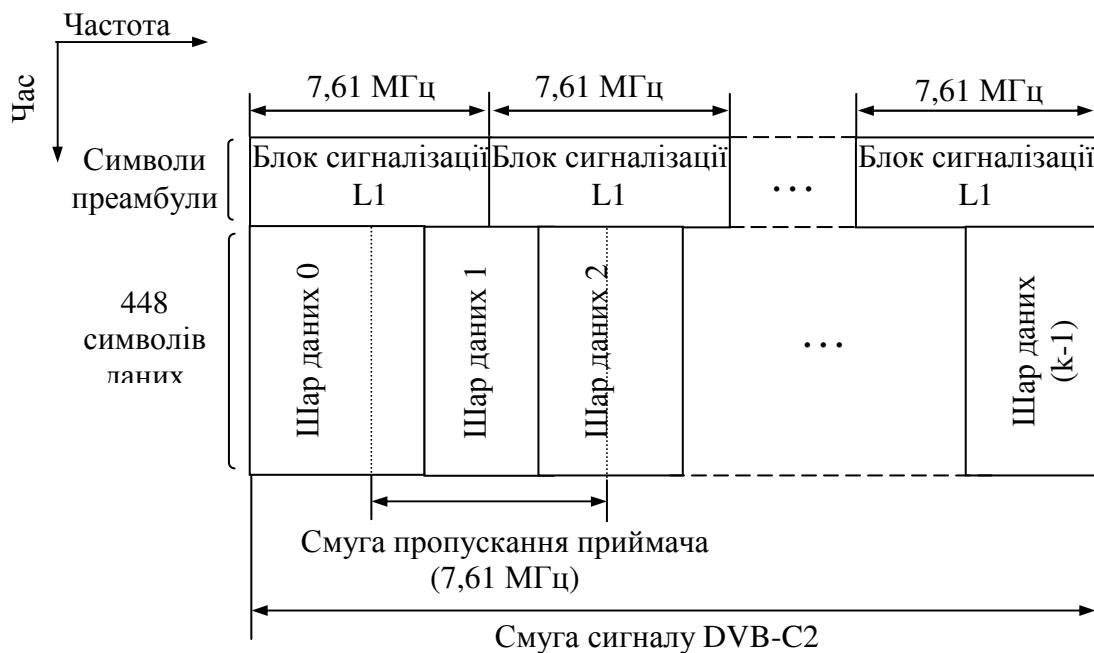 Частота
Час
7,61 МГц
7,61 МГц
7,61 МГц
Символи
преамбули
Блок сигналізації
L1
Блок сигналізації
L1
...
Блок сигналізації
L1
448
символів
даних
Шар даних 0
Шар даних 1
Шар даних 2
...
Шар даних
(k-1)
Смуга пропускання приймача
(7,61 МГц)
Смуга сигналу DVB-C2